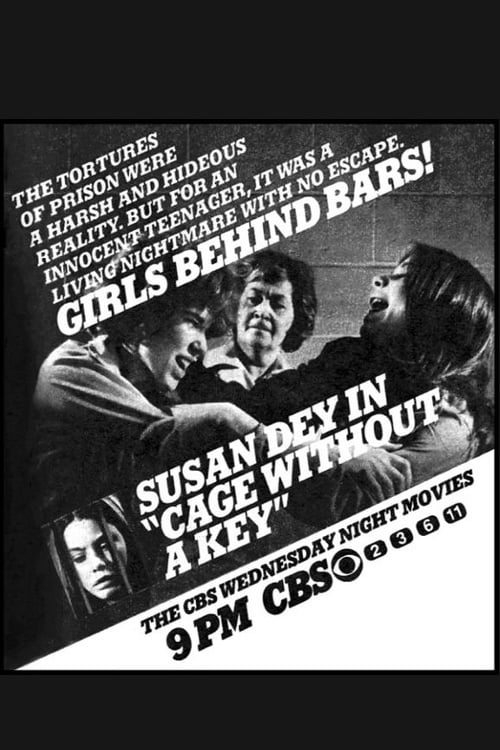 THE TORTURES
OF PRISON WERE
A HARSH AND HIDEOUS
REALITY. BUT FOR AN
INNOCENT TEENAGER, IT WAS A
LIVING NIGHTMARE WITH NO ESCAPE.
GIRLS BEHIND BARS!
SUSAN DEY IN
"CAGE WITHOUT
A KEY"
THE CBS WEDNESDAY NIGHT MOVIES
9 PM CBS 2 3 6 11